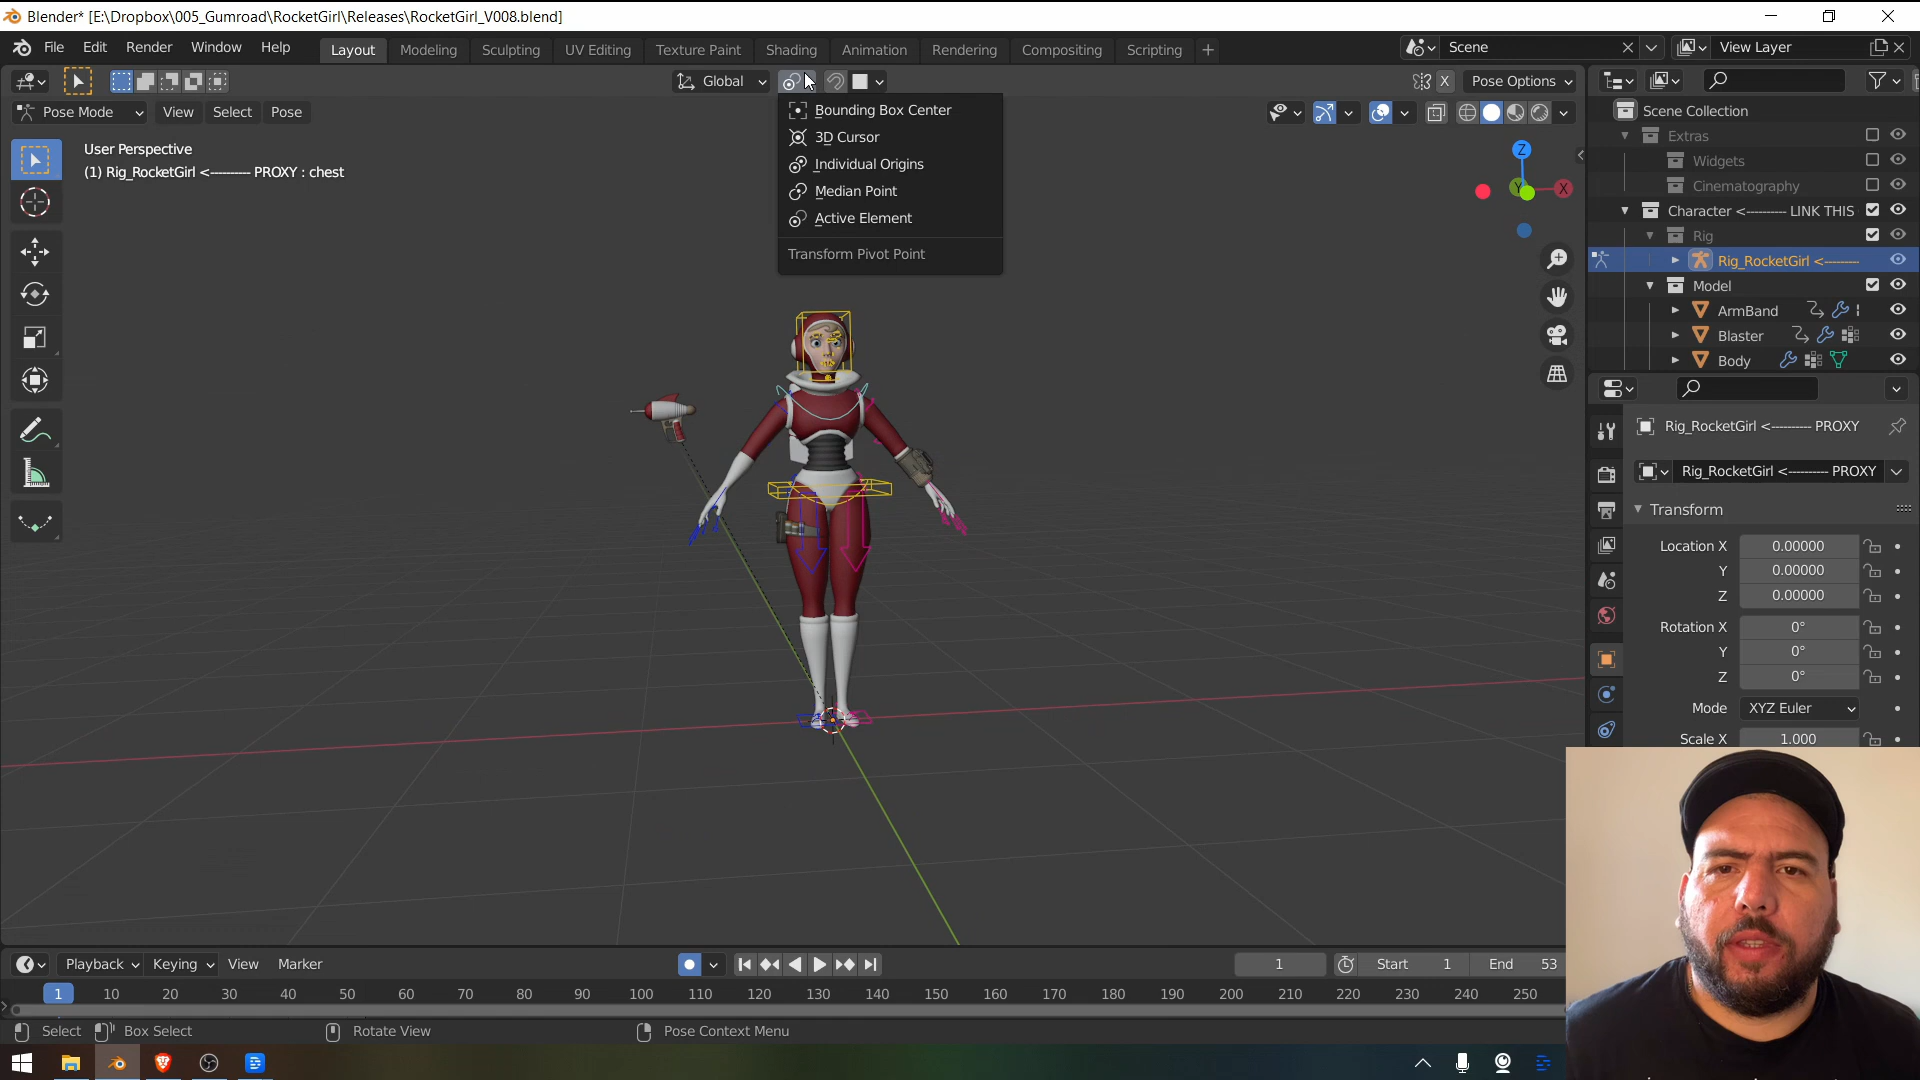 Blender* [E:\Dropbox\005_Gumroad\RocketGirl\Releases\RocketGirl_V008.blend]
File Edit Render Window Help Layout Modeling Sculpting UV Editing Texture Paint Shading Animation Rendering Compositing Scripting + Scene View Layer
Global X Pose Options
Pose Mode View Select Pose
User Perspective
(1) Rig_RocketGirl <---------- PROXY : chest
Bounding Box Center
3D Cursor
Individual Origins
Median Point
Active Element
Transform Pivot Point
Z
Y X
Scene Collection
Extras
Widgets
Cinematography
Character <---------- LINK THIS
Rig
Rig_RocketGirl <---------
Model
ArmBand
Blaster
Body
Rig_RocketGirl <---------- PROXY
Rig_RocketGirl <---------- PROXY
Transform
Location X 0.00000
Y 0.00000
Z 0.00000
Rotation X 0°
Y 0°
Z 0°
Mode XYZ Euler
Scale X 1.000
Playback Keying View Marker 1 Start 1 End 53
1 10 20 30 40 50 60 70 80 90 100 110 120 130 140 150 160 170 180 190 200 210 220 230 240 250
Select Box Select Rotate View Pose Context Menu